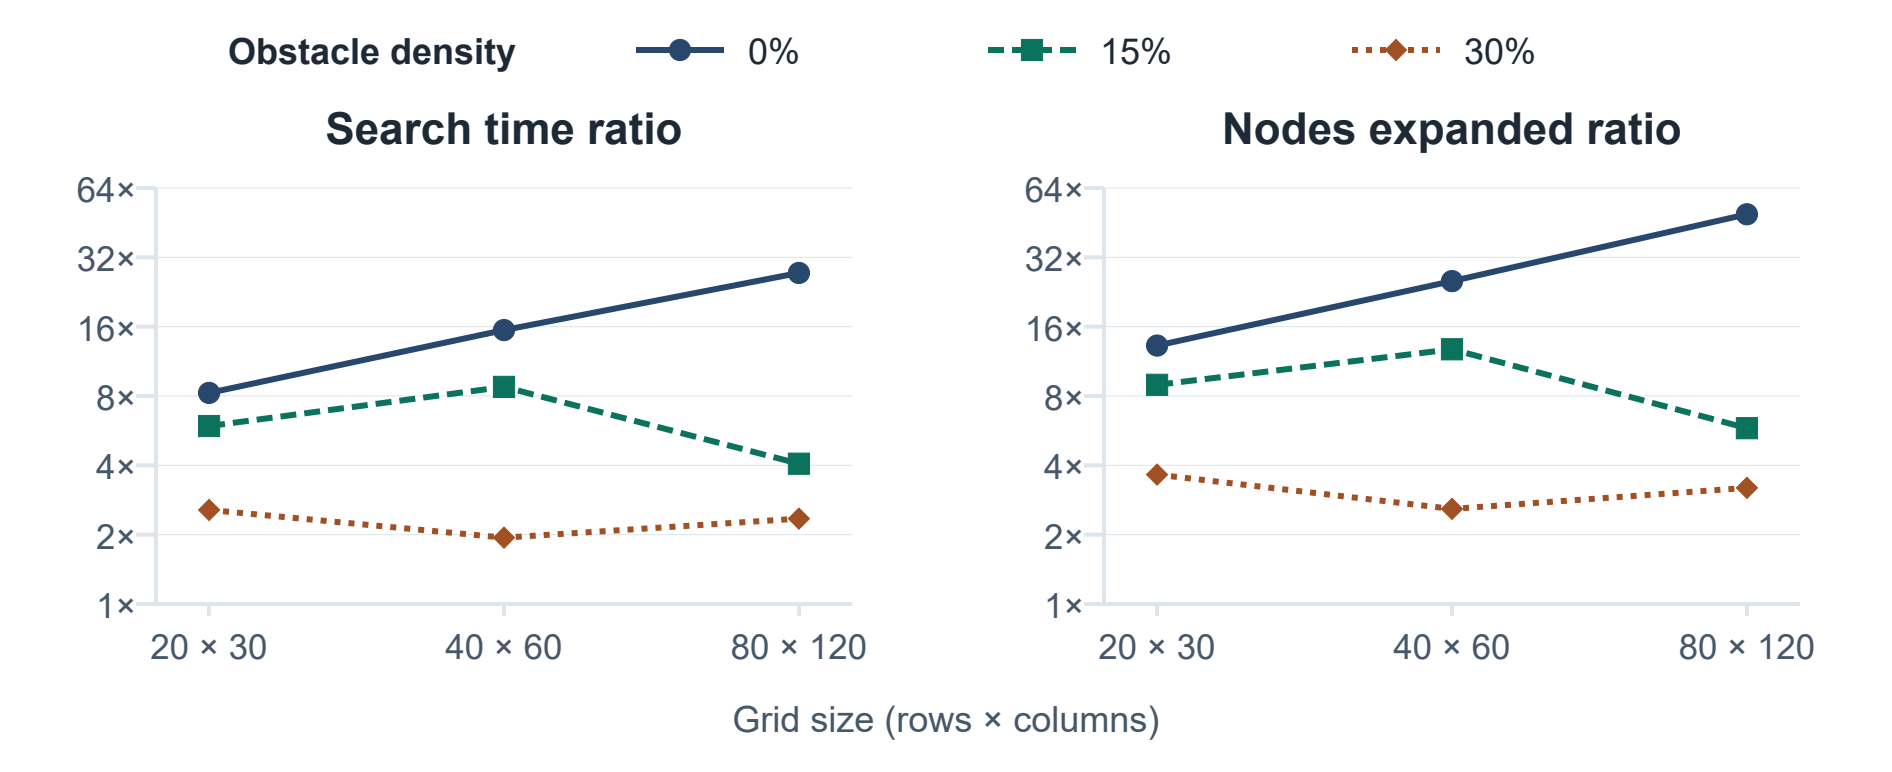 Obstacle density 0% 15% 30%
Search time ratio
64×
32×
16×
8×
4×
2×
1×
20 × 30 40 × 60 80 × 120
Nodes expanded ratio
64×
32×
16×
8×
4×
2×
1×
20 × 30 40 × 60 80 × 120
Grid size (rows × columns)